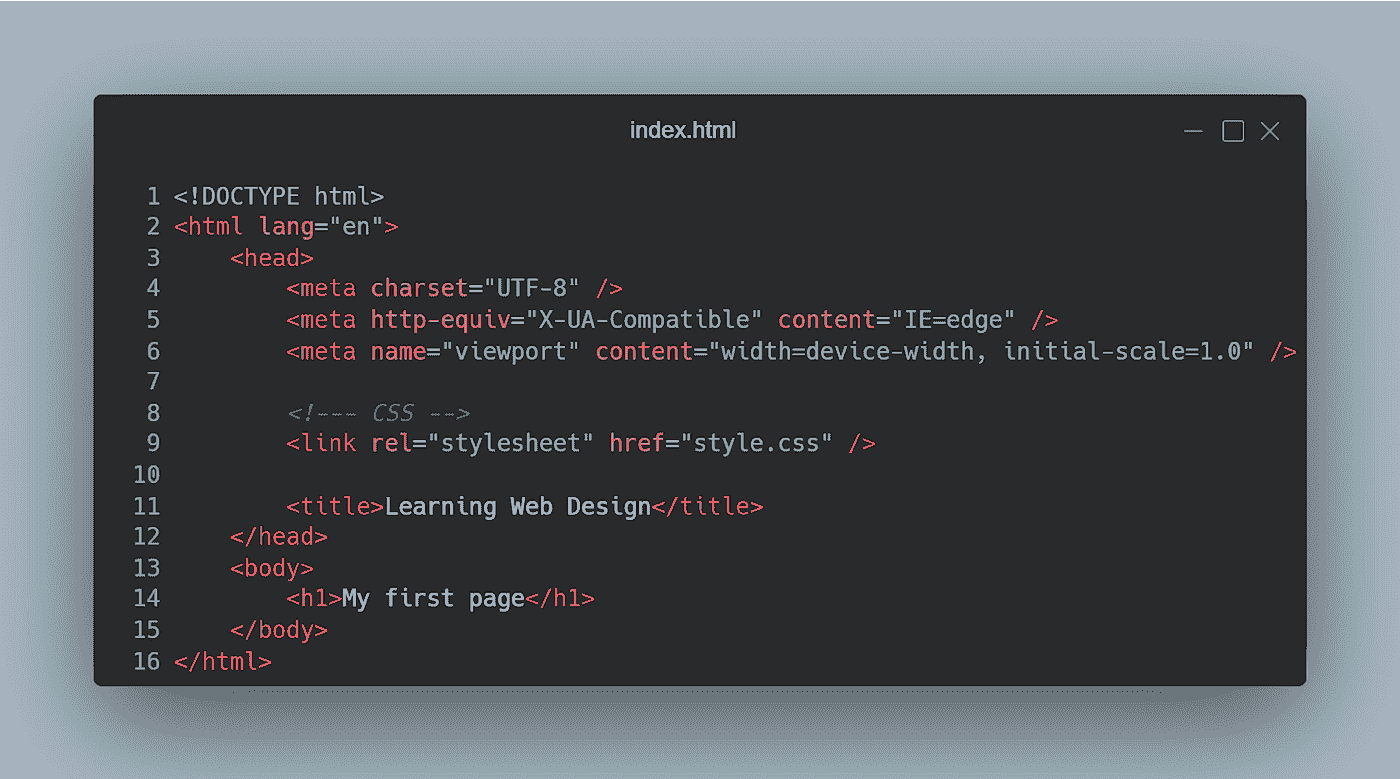 index.html
1 <!DOCTYPE html>
2 <html lang="en">
3     <head>
4         <meta charset="UTF-8" />
5         <meta http-equiv="X-UA-Compatible" content="IE=edge" />
6         <meta name="viewport" content="width=device-width, initial-scale=1.0" />
7
8         <!--- CSS -->
9         <link rel="stylesheet" href="style.css" />
10
11         <title>Learning Web Design</title>
12     </head>
13     <body>
14         <h1>My first page</h1>
15     </body>
16 </html>